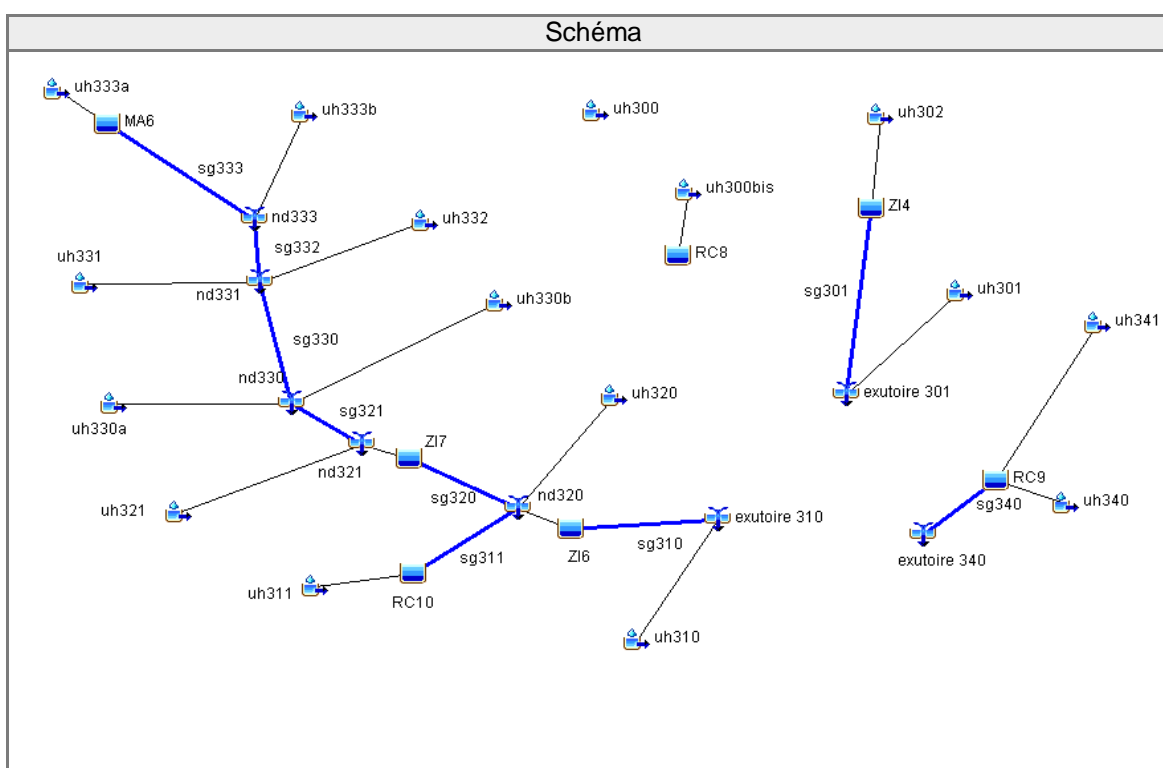 Schéma
uh333a
uh333b
uh300
uh302
MA6
sg333
uh300bis
ZI4
nd333
uh332
sg332
uh331
RC8
nd331
sg301
uh301
uh330b
sg330
uh341
nd330
uh320
exutoire 301
sg321
uh330a
ZI7
nd321
sg320
nd320
RC9
sg340
uh340
uh321
exutoire 310
ZI6
sg310
sg311
exutoire 340
uh311
RC10
uh310